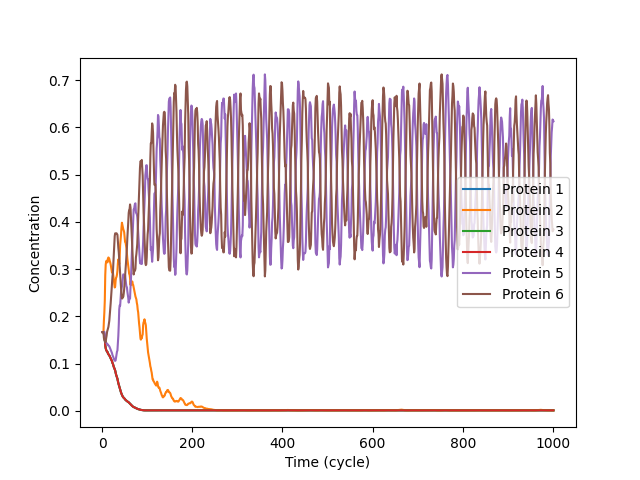 0.7
0.6
0.5
0.4
0.3
0.2
0.1
0.0
Concentration
Protein 1
Protein 2
Protein 3
Protein 4
Protein 5
Protein 6
0 200 400 600 800 1000
Time (cycle)